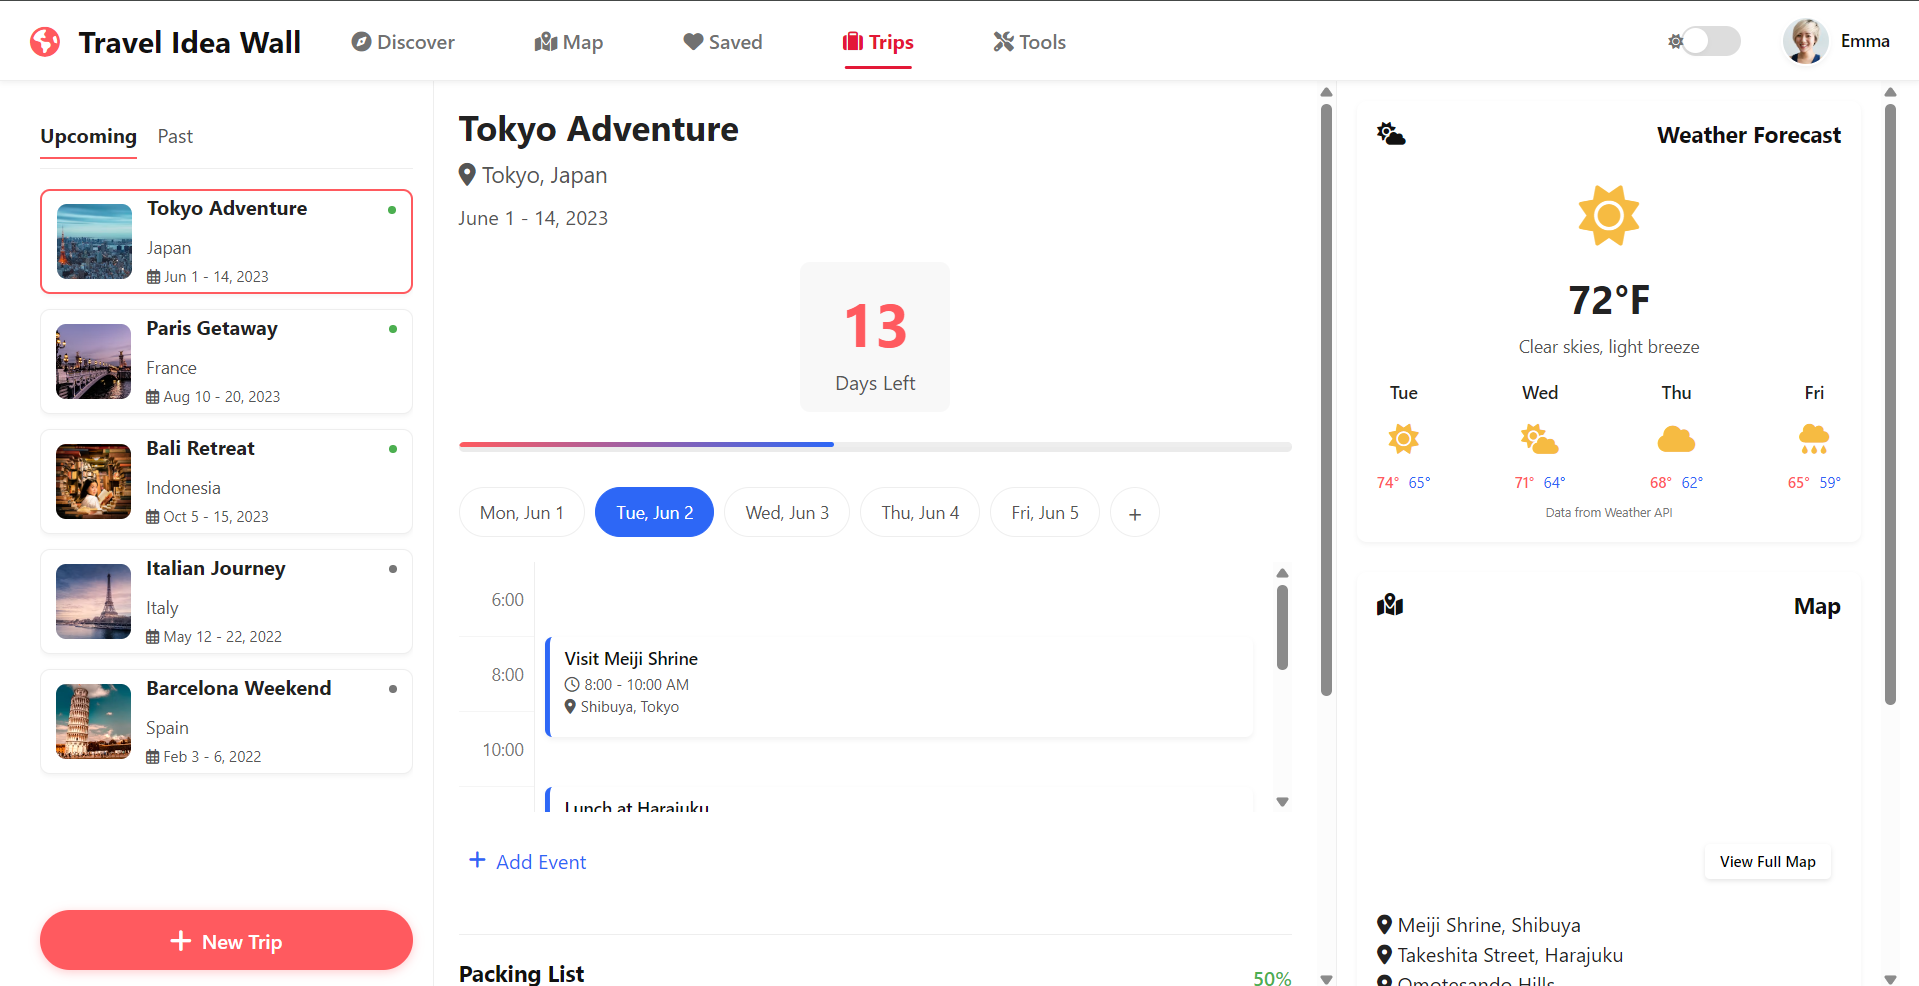 Travel Idea Wall
Discover
Map
Saved
Trips
Tools
Emma
Upcoming
Past
Tokyo Adventure
Japan
Jun 1 - 14, 2023
Paris Getaway
France
Aug 10 - 20, 2023
Bali Retreat
Indonesia
Oct 5 - 15, 2023
Italian Journey
Italy
May 12 - 22, 2022
Barcelona Weekend
Spain
Feb 3 - 6, 2022
+ New Trip
Tokyo Adventure
Tokyo, Japan
June 1 - 14, 2023
13
Days Left
Mon, Jun 1
Tue, Jun 2
Wed, Jun 3
Thu, Jun 4
Fri, Jun 5
+
6:00
8:00
10:00
Visit Meiji Shrine
8:00 - 10:00 AM
Shibuya, Tokyo
Lunch at Harajuku
+ Add Event
Packing List
50%
Weather Forecast
72°F
Clear skies, light breeze
Tue
Wed
Thu
Fri
74° 65°
71° 64°
68° 62°
65° 59°
Data from Weather API
Map
View Full Map
Meiji Shrine, Shibuya
Takeshita Street, Harajuku
Omotesando Hills